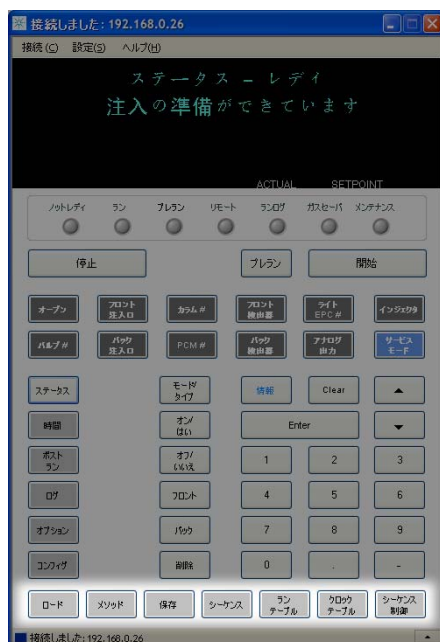 接続しました: 192.168.0.26
接続(C) 設定(S) ヘルプ(H)
ステータス – レディ
注入の準備ができています
ACTUAL SETPOINT
ノットレディ ラン プレラン リモート ランログ ガスセーバ メンテナンス
停止 プレラン 開始
オーブン フロント注入口 カラム # フロント検出器 ライト EPC # インジェクタ
バルブ # バック注入口 PCM # バック検出器 アナログ出力 サービスモード
ステータス モード/タイプ 情報 Clear ▲
時間 オン/はい Enter ▼
ポストラン オフ/いいえ 1 2 3
ログ フロント 4 5 6
オプション バック 7 8 9
コンフィグ 削除 0 . -
ロード メソッド 保存 シーケンス ランテーブル クロックテーブル シーケンス制御
接続しました: 192.168.0.26